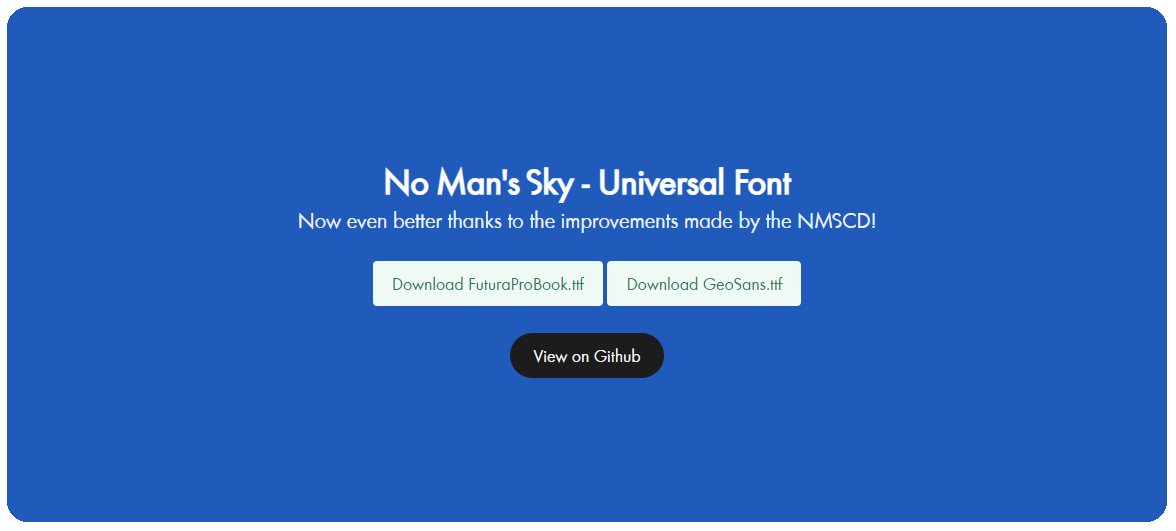 No Man's Sky - Universal Font
Now even better thanks to the improvements made by the NMSCD!
Download FuturaProBook.ttf Download GeoSans.ttf
View on Github